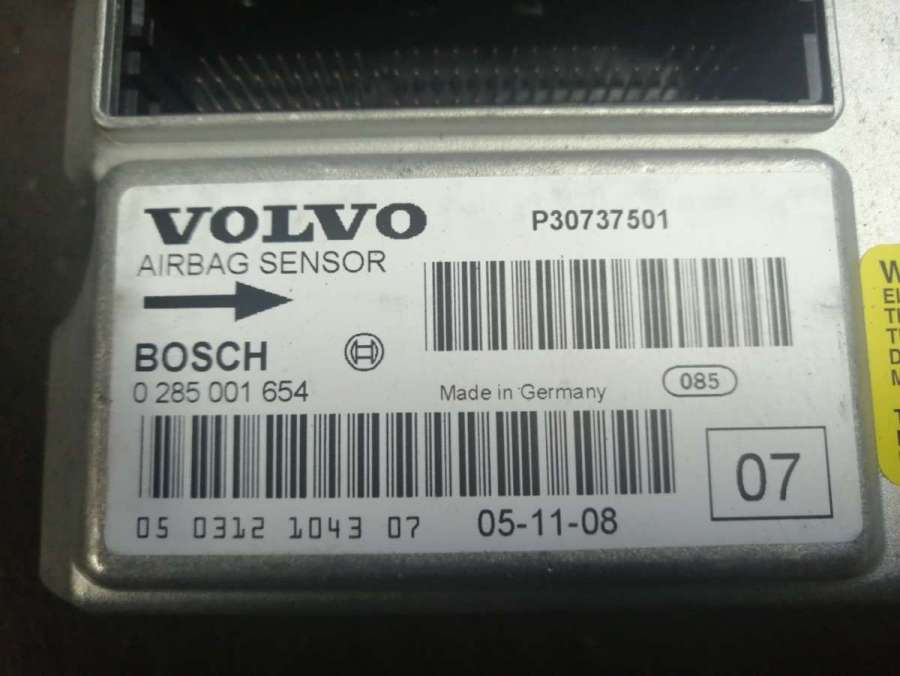 VOLVO
P30737501
AIRBAG SENSOR
BOSCH
0 285 001 654
Made in Germany
085
07
05 0312 1043 07
05-11-08